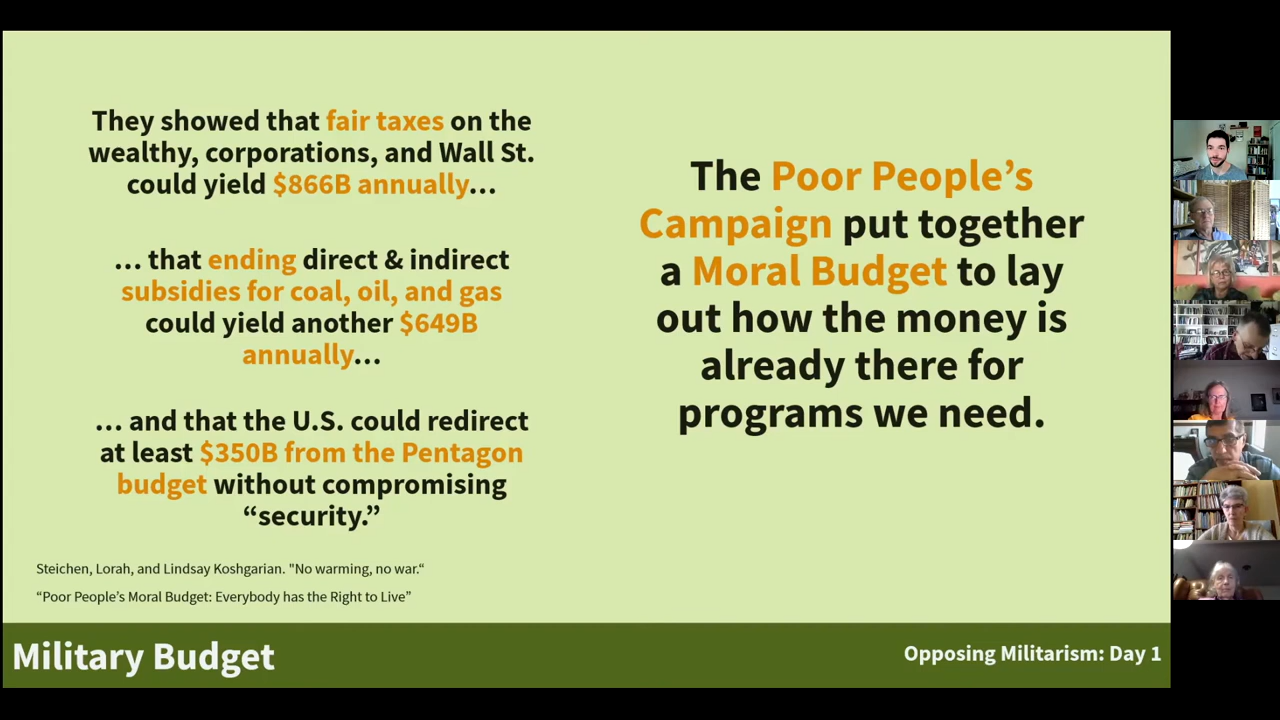 They showed that fair taxes on the
wealthy, corporations, and Wall St.
could yield $866B annually…
… that ending direct & indirect
subsidies for coal, oil, and gas
could yield another $649B
annually…
… and that the U.S. could redirect
at least $350B from the Pentagon
budget without compromising
“security.”
The Poor People’s
Campaign put together
a Moral Budget to lay
out how the money is
already there for
programs we need.
Steichen, Lorah, and Lindsay Koshgarian. "No warming, no war.“
“Poor People’s Moral Budget: Everybody has the Right to Live”
Military Budget
Opposing Militarism: Day 1